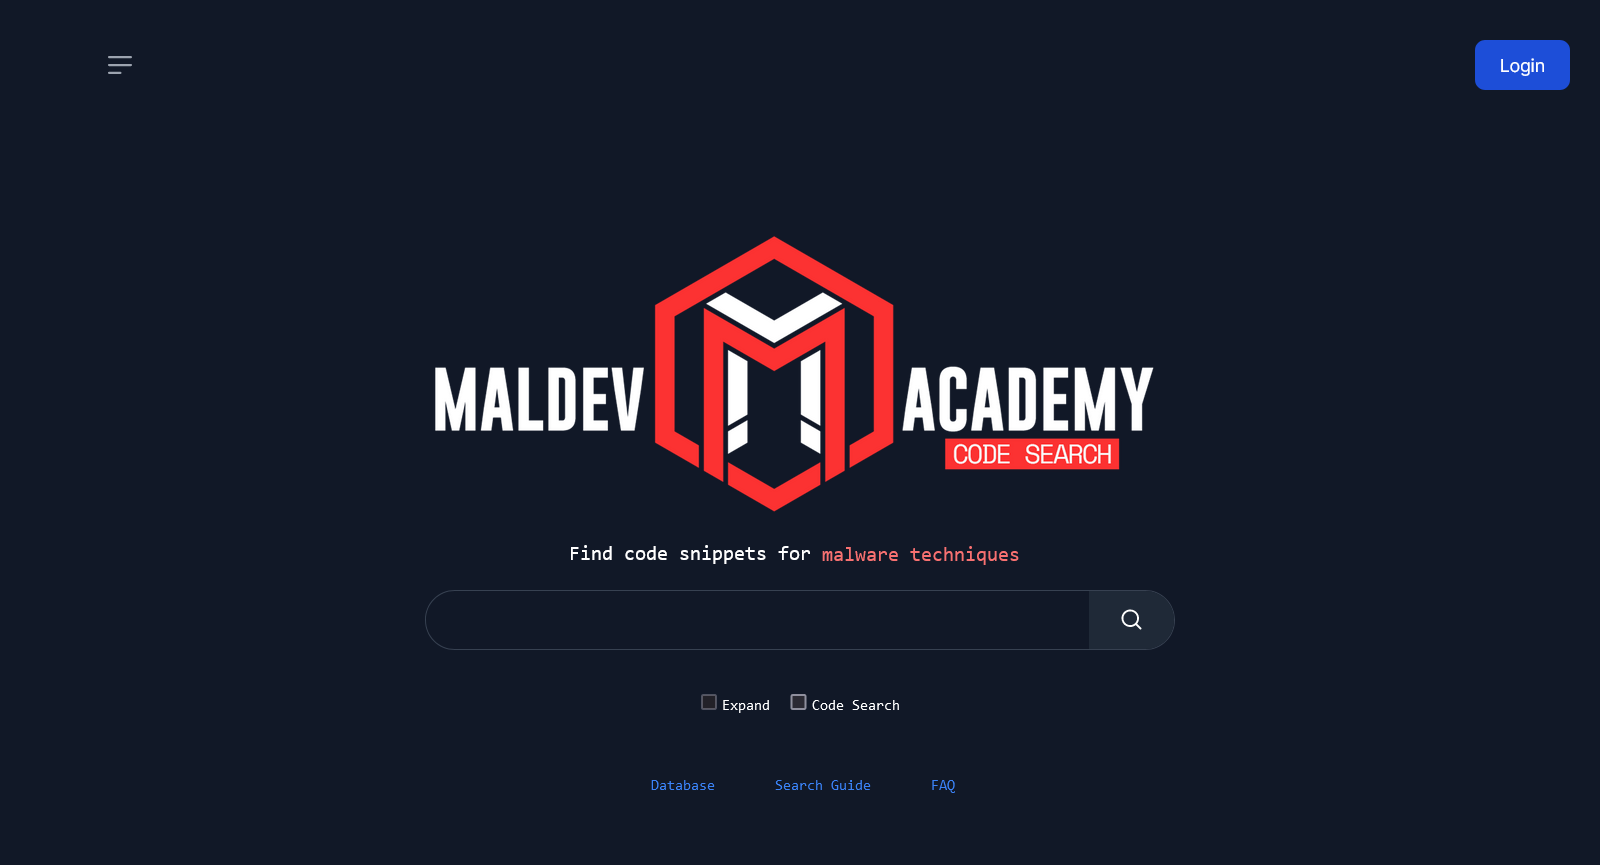 Login
MALDEV ACADEMY
CODE SEARCH
Find code snippets for malware techniques
Expand Code Search
Database Search Guide FAQ